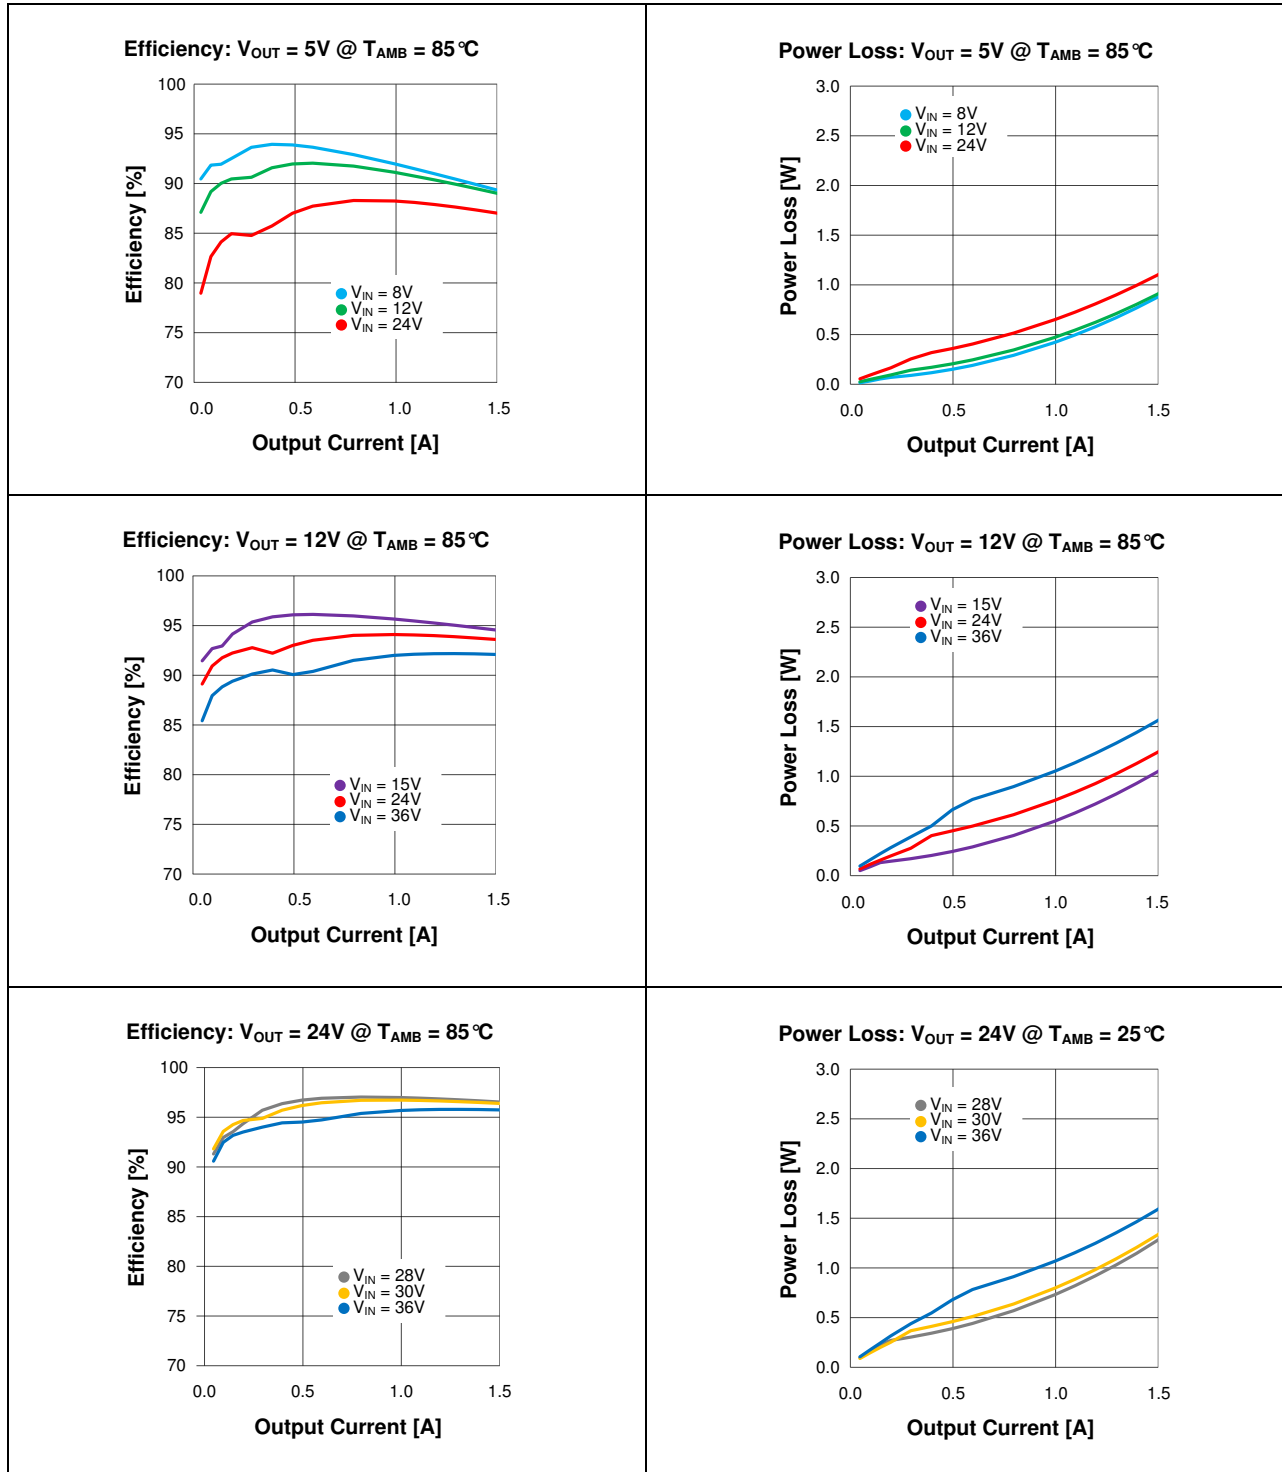 Efficiency: VOUT = 5V @ TAMB = 85°C
100
95
90
85
80
75
70
Efficiency [%]
VIN = 8V
VIN = 12V
VIN = 24V
0.0 0.5 1.0 1.5
Output Current [A]
Power Loss: VOUT = 5V @ TAMB = 85°C
3.0
2.5
2.0
1.5
1.0
0.5
0.0
Power Loss [W]
VIN = 8V
VIN = 12V
VIN = 24V
0.0 0.5 1.0 1.5
Output Current [A]
Efficiency: VOUT = 12V @ TAMB = 85°C
100
95
90
85
80
75
70
Efficiency [%]
VIN = 15V
VIN = 24V
VIN = 36V
0.0 0.5 1.0 1.5
Output Current [A]
Power Loss: VOUT = 12V @ TAMB = 85°C
3.0
2.5
2.0
1.5
1.0
0.5
0.0
Power Loss [W]
VIN = 15V
VIN = 24V
VIN = 36V
0.0 0.5 1.0 1.5
Output Current [A]
Efficiency: VOUT = 24V @ TAMB = 85°C
100
95
90
85
80
75
70
Efficiency [%]
VIN = 28V
VIN = 30V
VIN = 36V
0.0 0.5 1.0 1.5
Output Current [A]
Power Loss: VOUT = 24V @ TAMB = 25°C
3.0
2.5
2.0
1.5
1.0
0.5
0.0
Power Loss [W]
VIN = 28V
VIN = 30V
VIN = 36V
0.0 0.5 1.0 1.5
Output Current [A]